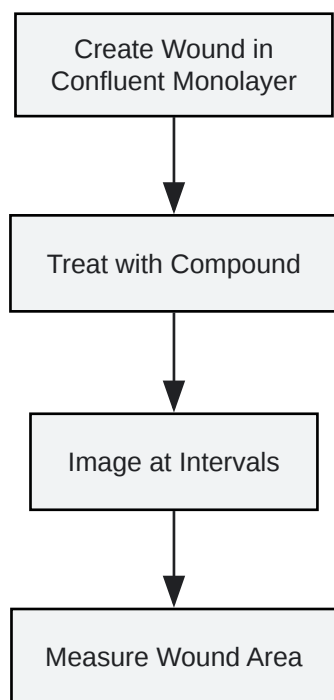 Create Wound in
Confluent Monolayer
Treat with Compound
Image at Intervals
Measure Wound Area